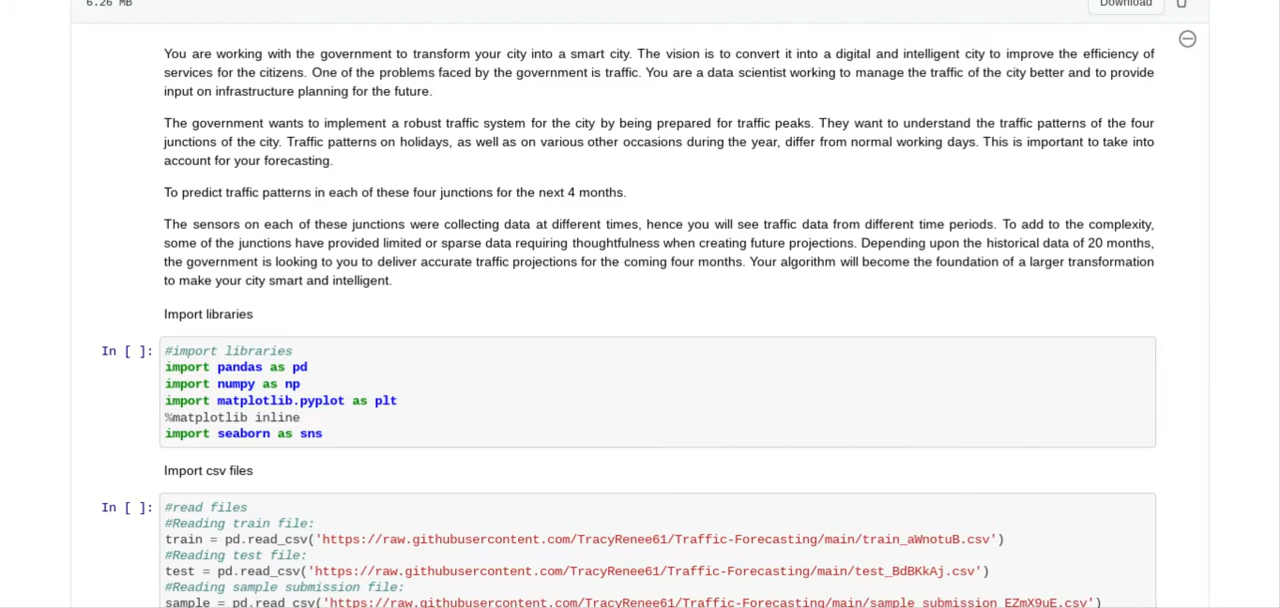 6.26 MB
Download
You are working with the government to transform your city into a smart city. The vision is to convert it into a digital and intelligent city to improve the efficiency of
services for the citizens. One of the problems faced by the government is traffic. You are a data scientist working to manage the traffic of the city better and to provide
input on infrastructure planning for the future.
The government wants to implement a robust traffic system for the city by being prepared for traffic peaks. They want to understand the traffic patterns of the four
junctions of the city. Traffic patterns on holidays, as well as on various other occasions during the year, differ from normal working days. This is important to take into
account for your forecasting.
To predict traffic patterns in each of these four junctions for the next 4 months.
The sensors on each of these junctions were collecting data at different times, hence you will see traffic data from different time periods. To add to the complexity,
some of the junctions have provided limited or sparse data requiring thoughtfulness when creating future projections. Depending upon the historical data of 20 months,
the government is looking to you to deliver accurate traffic projections for the coming four months. Your algorithm will become the foundation of a larger transformation
to make your city smart and intelligent.
Import libraries
In [ ]: #import libraries
import pandas as pd
import numpy as np
import matplotlib.pyplot as plt
%matplotlib inline
import seaborn as sns
Import csv files
In [ ]: #read files
#Reading train file:
train = pd.read_csv('https://raw.githubusercontent.com/TracyRenee61/Traffic-Forecasting/main/train_aWnotuB.csv')
#Reading test file:
test = pd.read_csv('https://raw.githubusercontent.com/TracyRenee61/Traffic-Forecasting/main/test_BdBKkAj.csv')
#Reading sample submission file:
sample = pd.read_csv('https://raw.githubusercontent.com/TracyRenee61/Traffic-Forecasting/main/sample_submission_EZmX9uE.csv')